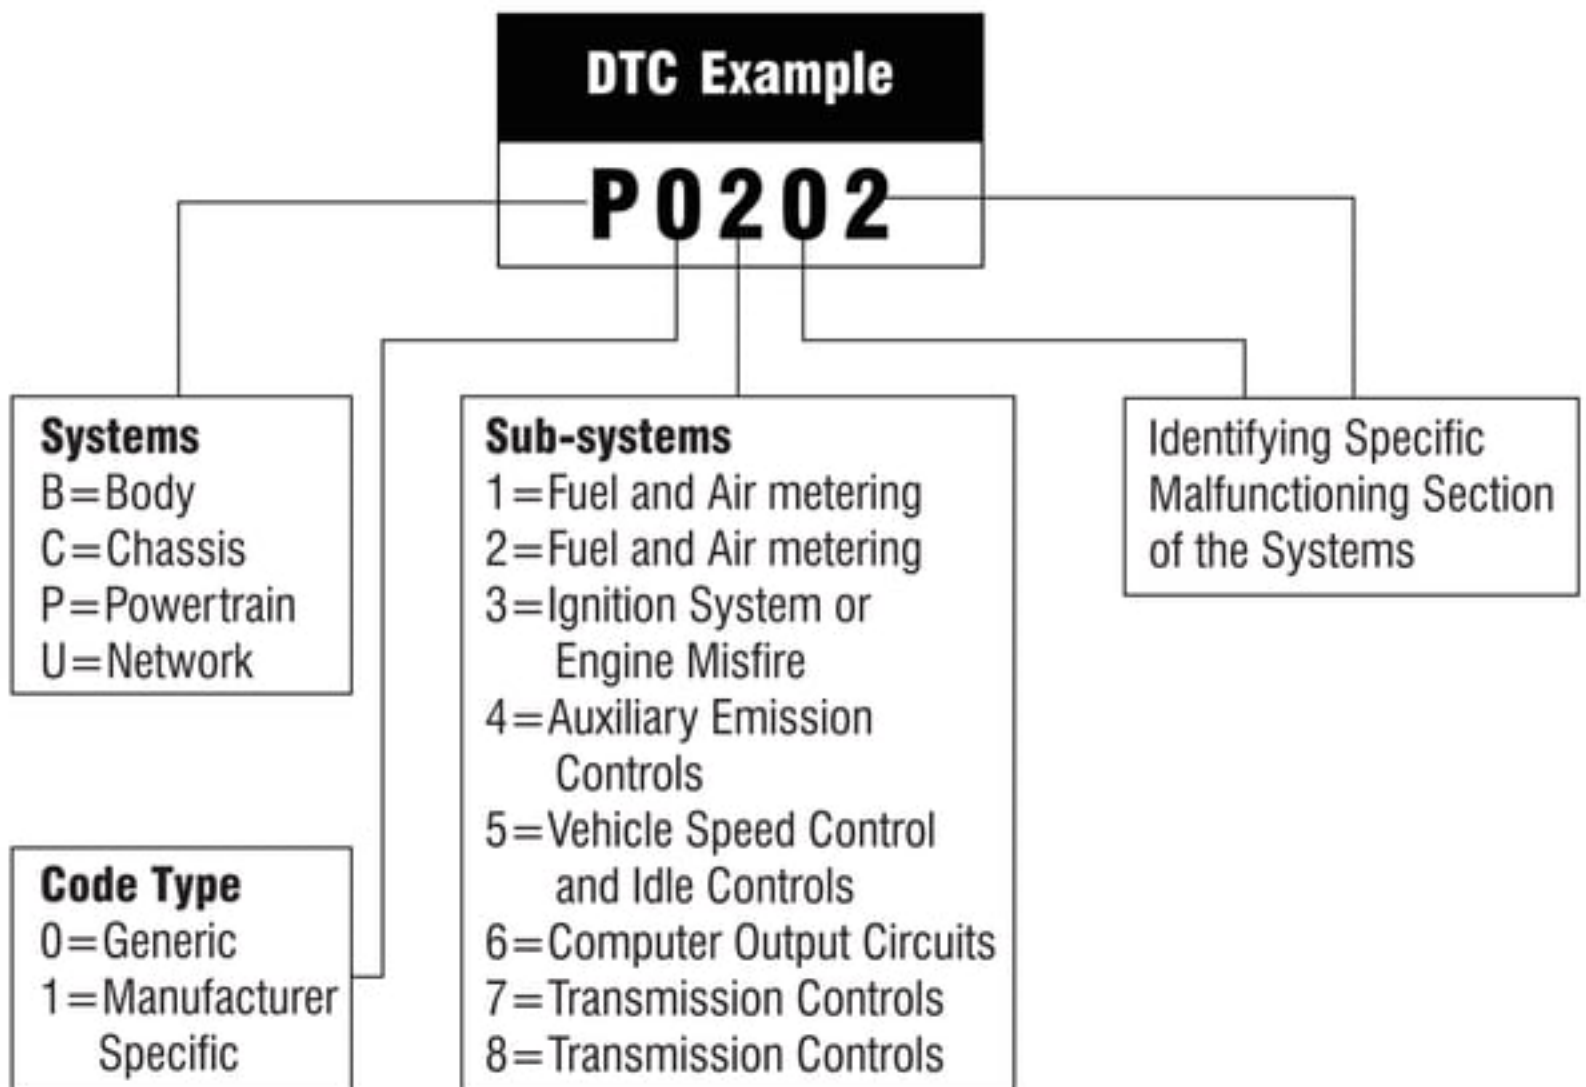 DTC Example
P0202
Systems
B=Body
C=Chassis
P=Powertrain
U=Network
Code Type
0=Generic
1=Manufacturer
Specific
Sub-systems
1=Fuel and Air metering
2=Fuel and Air metering
3=Ignition System or
Engine Misfire
4=Auxiliary Emission
Controls
5=Vehicle Speed Control
and Idle Controls
6=Computer Output Circuits
7=Transmission Controls
8=Transmission Controls
Identifying Specific
Malfunctioning Section
of the Systems